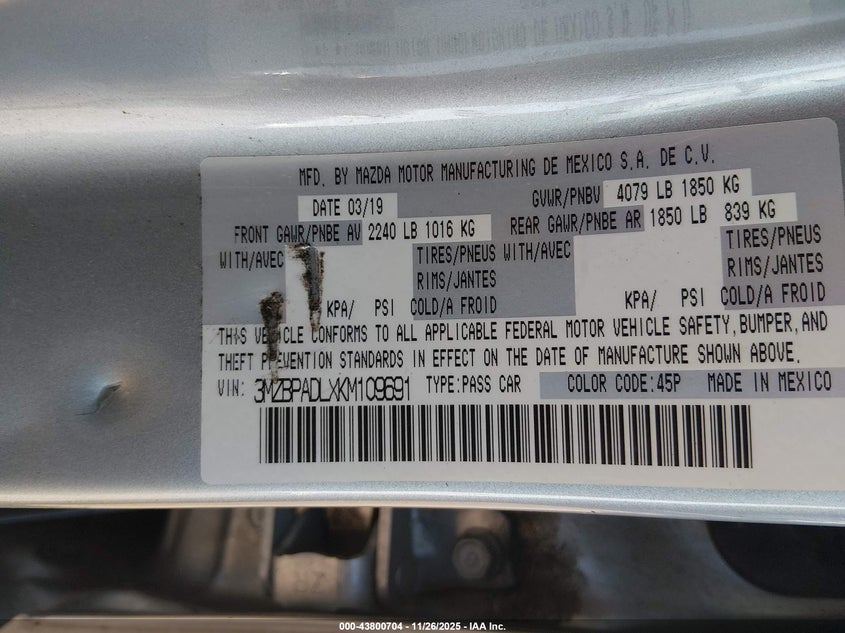 MFD. BY MAZDA MOTOR MANUFACTURING DE MEXICO S.A. DE C.V.
DATE 03/19 GVWR/PNBV 4079 LB 1850 KG
FRONT GAWR/PNBE AV 2240 LB 1016 KG REAR GAWR/PNBE AR 1850 LB 839 KG
WITH/AVEC TIRES/PNEUS WITH/AVEC TIRES/PNEUS
RIMS/JANTES RIMS/JANTES
KPA/ PSI COLD/A FROID KPA/ PSI COLD/A FROID
THIS VEHICLE CONFORMS TO ALL APPLICABLE FEDERAL MOTOR VEHICLE SAFETY, BUMPER, AND
THEFT PREVENTION STANDARDS IN EFFECT ON THE DATE OF MANUFACTURE SHOWN ABOVE.
VIN: 3MZBPADLXKM109691 TYPE:PASS CAR COLOR CODE:45P MADE IN MEXICO
000-43800704 - 11/26/2025 - IAA Inc.